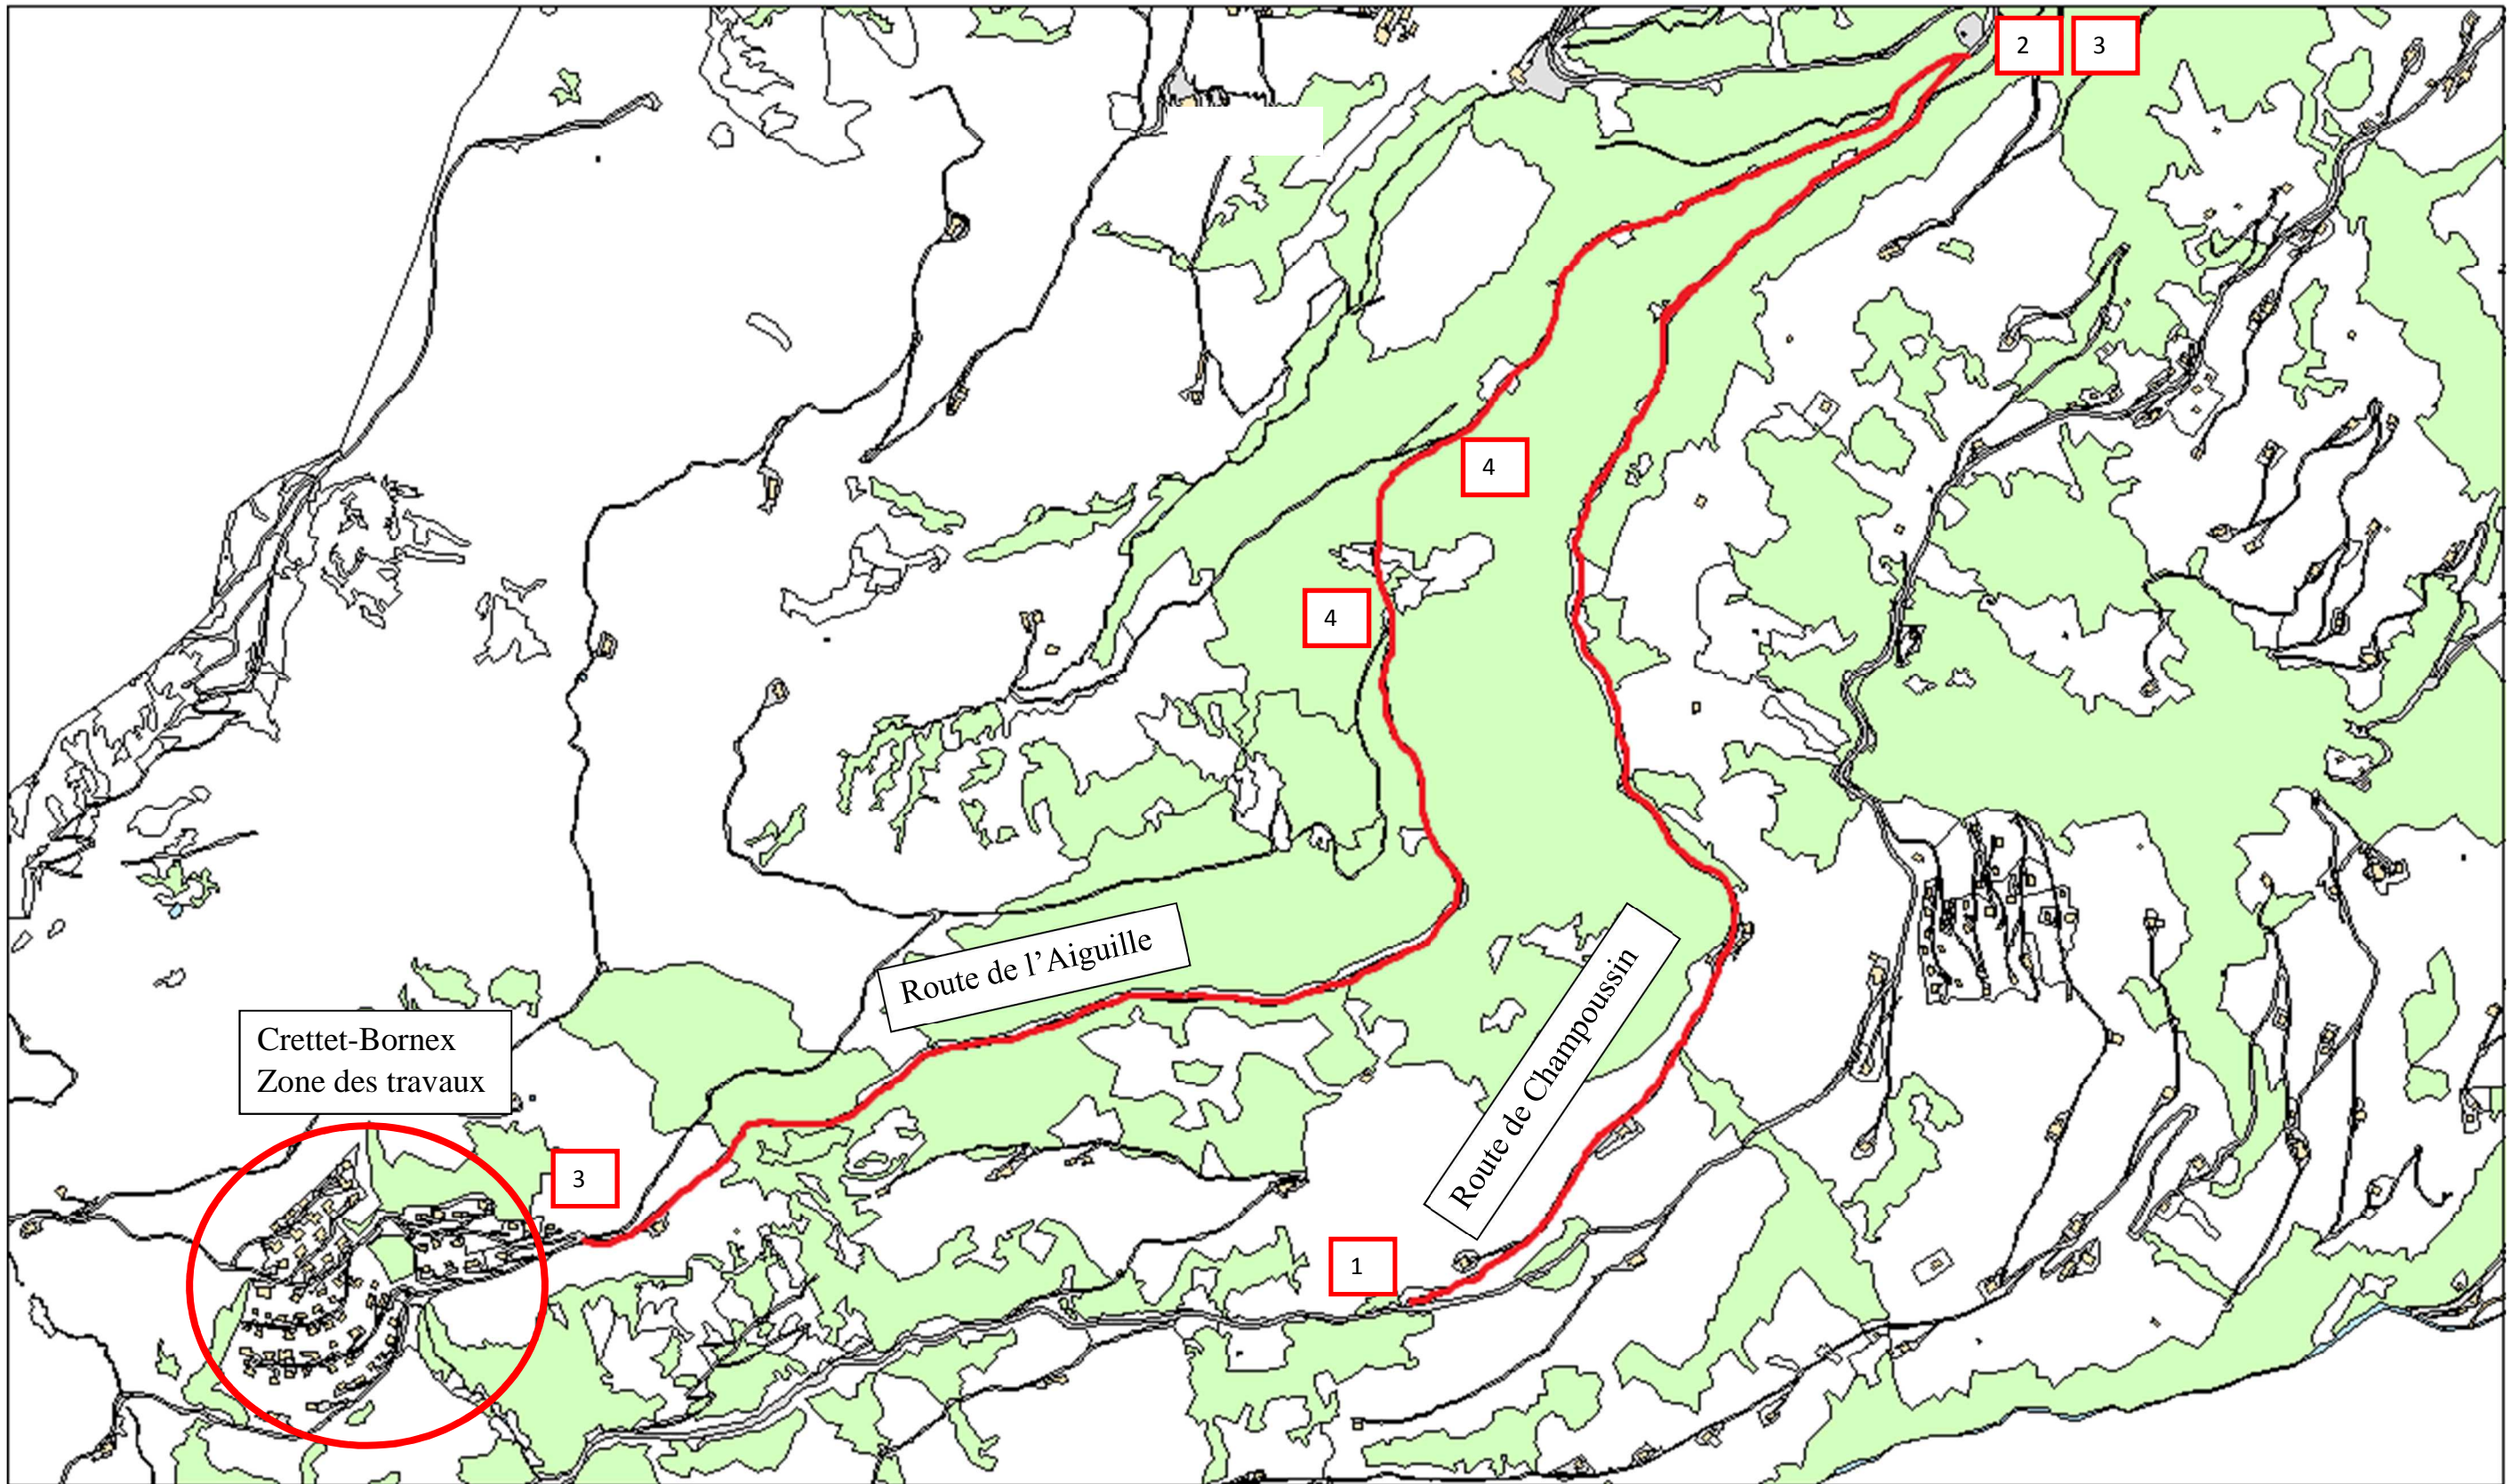 2
3
4
4
Route de l’Aiguille
Route de Champoussin
Crettet-Bornex
Zone des travaux
3
1